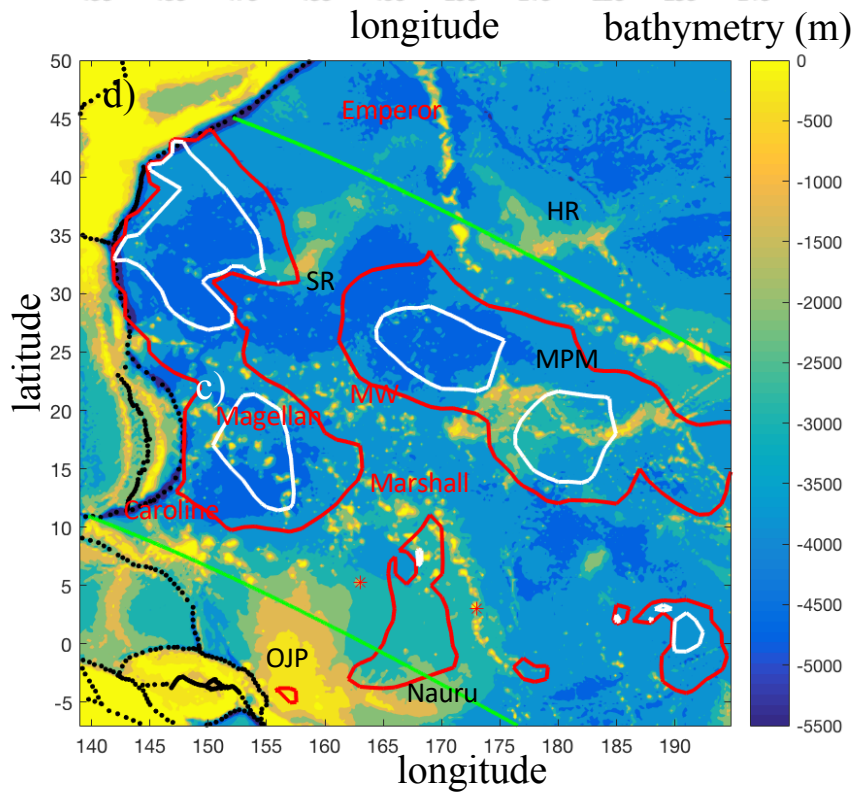 longitude
bathymetry (m)
50
d)
45
Emperor
40
HR
35
SR
30
latitude
25
MPM
c)
MW
20
Magellan
15
Marshall
Caroline
10
5
0
OJP
-5
Nauru
140 145 150 155 160 165 170 175 180 185 190
longitude
0
-500
-1000
-1500
-2000
-2500
-3000
-3500
-4000
-4500
-5000
-5500